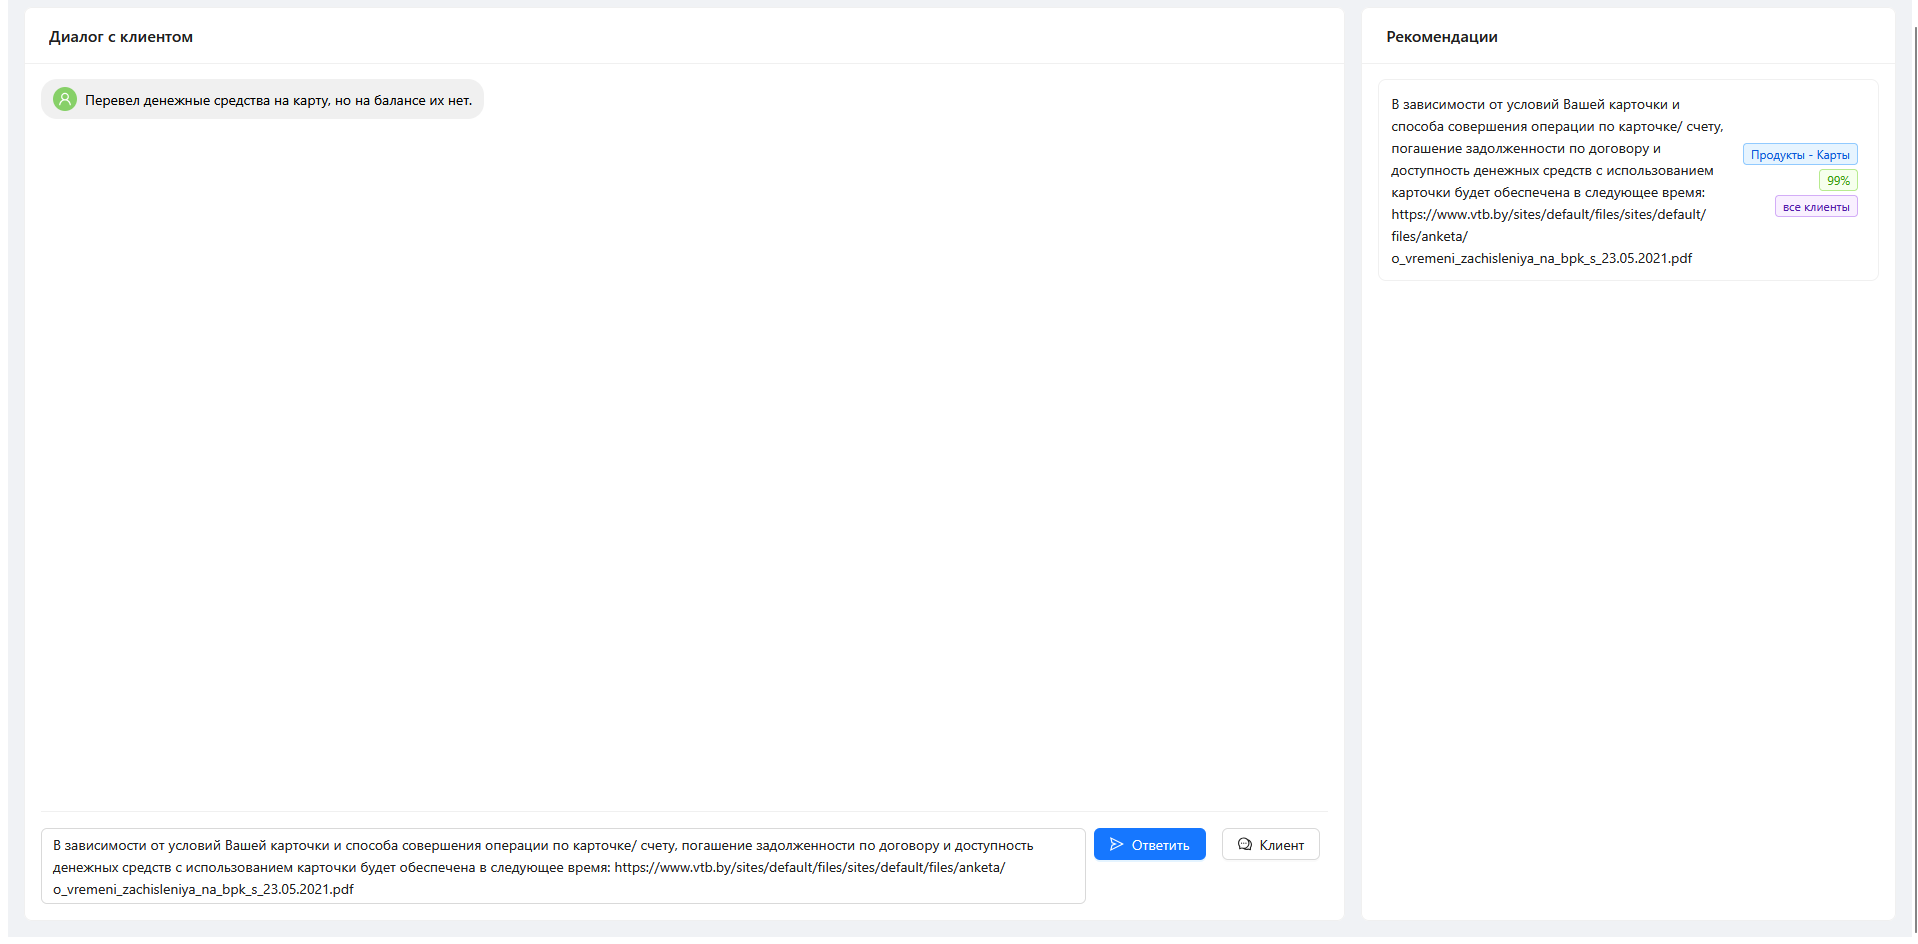 Диалог с клиентом
Перевел денежные средства на карту, но на балансе их нет.
В зависимости от условий Вашей карточки и способа совершения операции по карточке/ счету, погашение задолженности по договору и доступность
денежных средств с использованием карточки будет обеспечена в следующее время: https://www.vtb.by/sites/default/files/sites/default/files/anketa/
o_vremeni_zachisleniya_na_bpk_s_23.05.2021.pdf
Ответить
Клиент
Рекомендации
В зависимости от условий Вашей карточки и
способа совершения операции по карточке/ счету,
погашение задолженности по договору и
доступность денежных средств с использованием
карточки будет обеспечена в следующее время:
https://www.vtb.by/sites/default/files/sites/default/
files/anketa/
o_vremeni_zachisleniya_na_bpk_s_23.05.2021.pdf
Продукты - Карты
99%
все клиенты